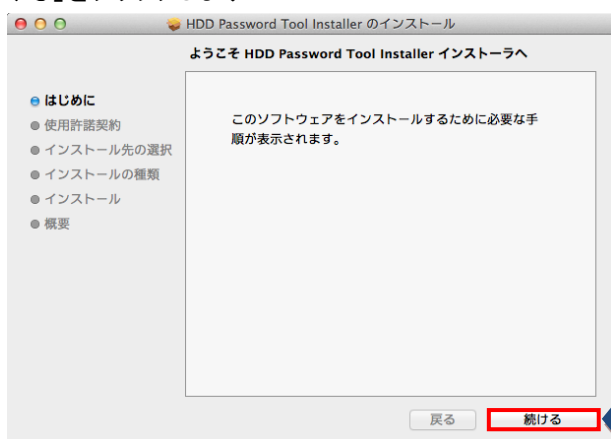 HDD Password Tool Installer のインストール
ようこそ HDD Password Tool Installer インストーラへ
はじめに
使用許諾契約
インストール先の選択
インストールの種類
インストール
概要
このソフトウェアをインストールするために必要な手
順が表示されます。
戻る
続ける